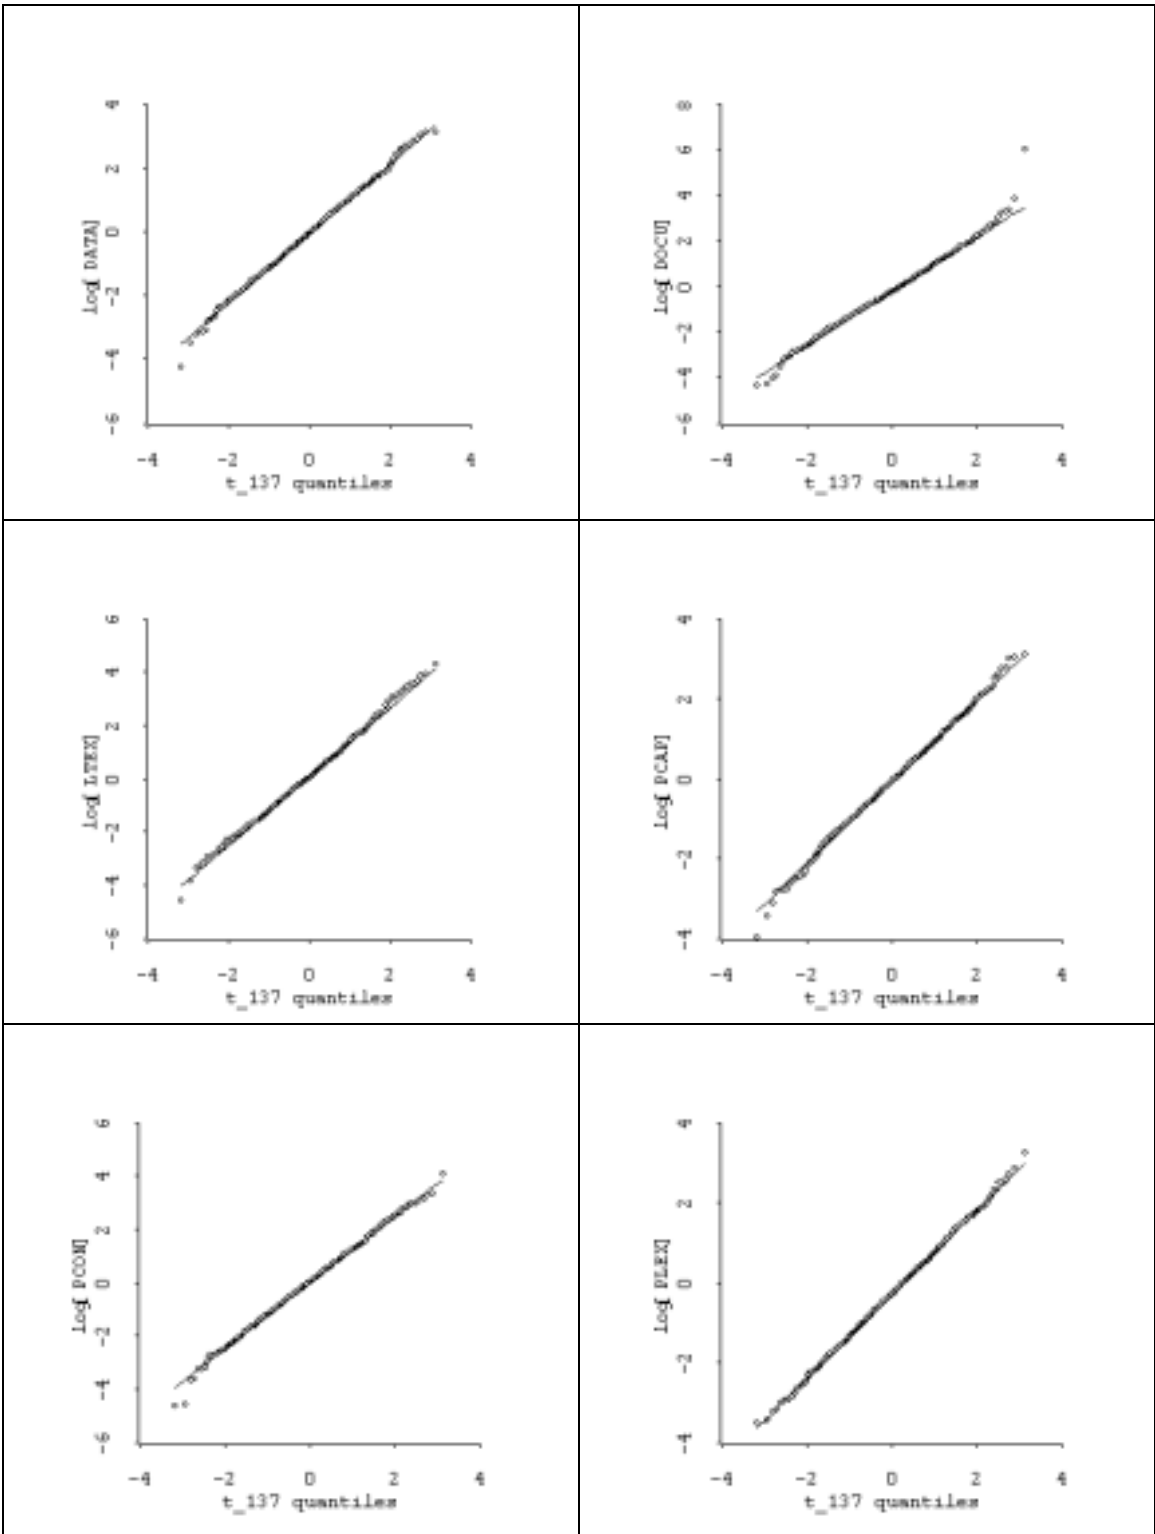 4
2
0
-2
-4
-6
log[ DATA]
-4 -2 0 2 4
t_137 quantiles
8
6
4
2
0
-2
-4
-6
log[ DOCU]
-4 -2 0 2 4
t_137 quantiles
6
4
2
0
-2
-4
-6
log[ LTEX]
-4 -2 0 2 4
t_137 quantiles
4
2
0
-2
-4
log[ PCAP]
-4 -2 0 2 4
t_137 quantiles
6
4
2
0
-2
-4
-6
log[ PCON]
-4 -2 0 2 4
t_137 quantiles
4
2
0
-2
-4
log[ PLEX]
-4 -2 0 2 4
t_137 quantiles